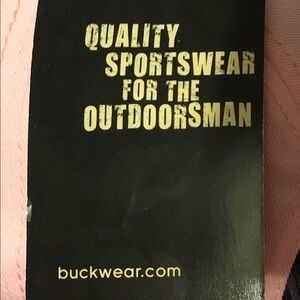 QUALITY
SPORTSWEAR
FOR THE
OUTDOORSMAN
buckwear.com